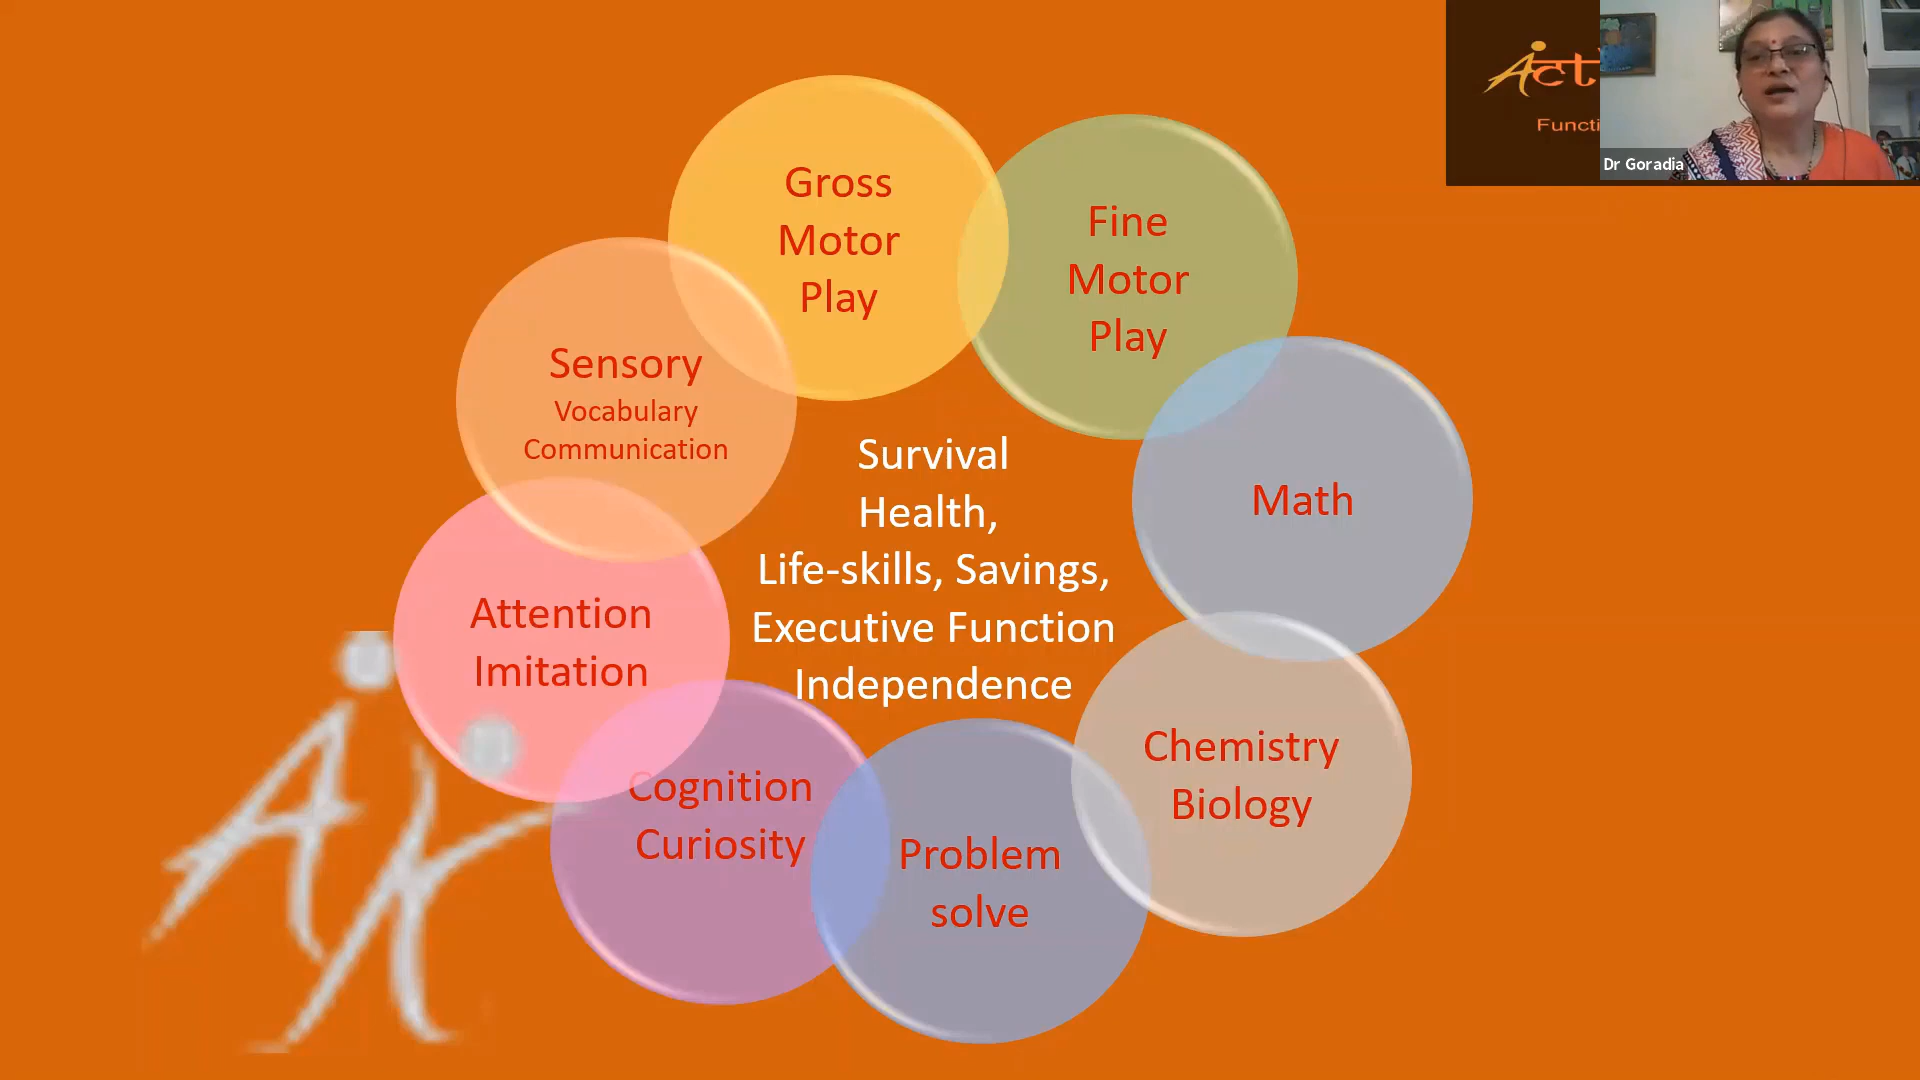 Gross
Motor
Play
Fine
Motor
Play
Math
Chemistry
Biology
Problem
solve
Cognition
Curiosity
Attention
Imitation
Sensory
Vocabulary
Communication
Survival
Health,
Life-skills, Savings,
Executive Function
Independence
Dr Goradia